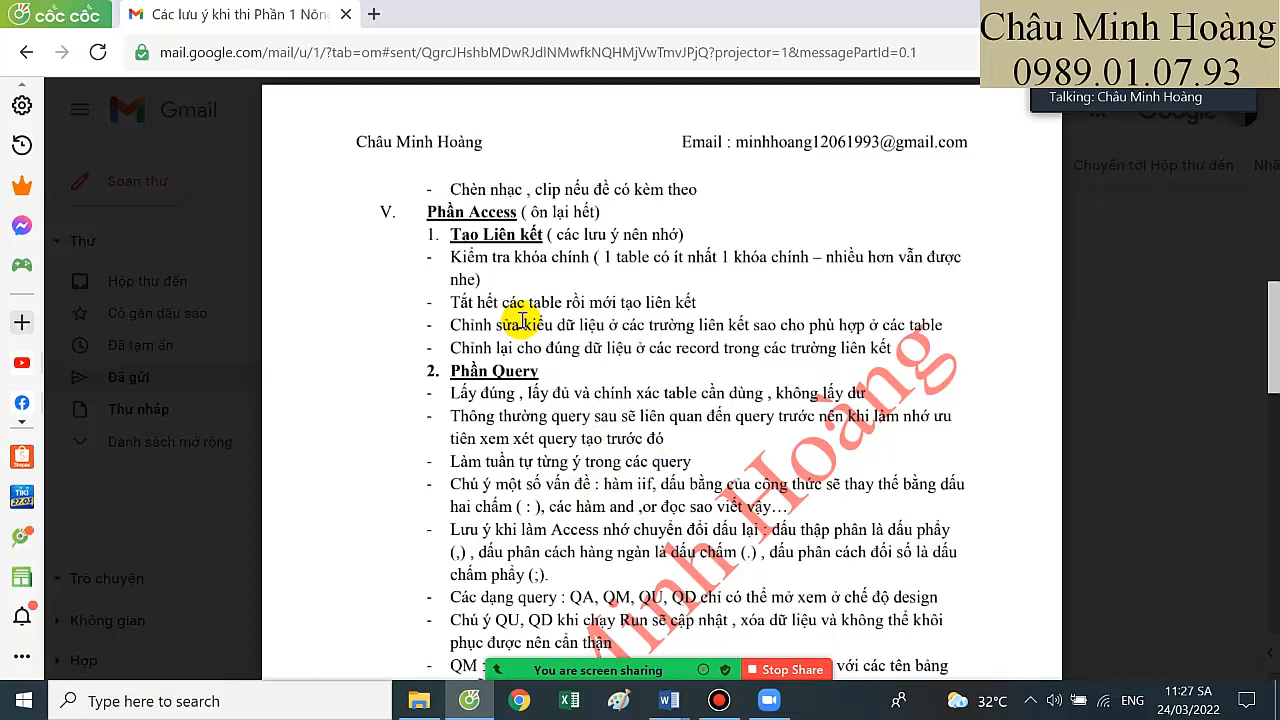 cốc cốc
Các lưu ý khi thi Phần 1 Nông
mail.google.com/mail/u/1/?tab=om#sent/QgrcJHshbMDwRJdlNMwfkNQHMjVwTmvJPjQ?projector=1&messagePartId=0.1
Châu Minh Hoàng
0989.01.07.93
Talking: Châu Minh Hoàng
Gmail
Google
Soạn thư
Chuyển tới Hộp thư đến
Thư
Hộp thư đến
Có gắn dấu sao
Tạm ẩn
Đã gửi
Thư nháp
Danh sách mở rộng
Trò chuyện
Không gian
Họp
Châu Minh Hoàng Email : minhhoang12061993@gmail.com
- Chèn nhạc , clip nếu đề có kèm theo
V. Phần Access ( ôn lại hết)
1. Tao Liên kết ( các lưu ý nên nhớ)
- Kiểm tra khóa chính ( 1 table có ít nhất 1 khóa chính – nhiều hơn vẫn được
nhe)
- Tắt hết các table rồi mới tạo liên kết
- Chỉnh sửa kiểu dữ liệu ở các trường liên kết sao cho phù hợp ở các table
- Chỉnh lại cho đúng dữ liệu ở các record trong các trường liên kết
2. Phần Query
- Lấy đúng , lấy đủ và chính xác table cần dùng , không lấy dư
- Thông thường query sau sẽ liên quan đến query trước nên khi làm nhớ ưu
tiên xem xét query tạo trước đó
- Làm tuần tự từng ý trong các query
- Chú ý một số vấn đề : hàm iif, dấu bằng của công thức sẽ thay thế bằng dấu
hai chấm ( : ), các hàm and ,or đọc sao viết vậy…
- Lưu ý khi làm Access nhớ chuyển đổi dấu lại : dấu thập phân là dấu phẩy
(,) , dấu phân cách hàng ngàn là dấu chấm (.) , dấu phân cách đối số là dấu
chấm phẩy (;).
- Các dạng query : QA, QM, QU, QD chỉ có thể mở xem ở chế độ design
- Chú ý QU, QD khi chạy Run sẽ cập nhật , xóa dữ liệu và không thể khôi
phục được nên cẩn thận
- QM : với các tên bảng
Minh Hoàng
You are screen sharing
Stop Share
Type here to search
32°C
ENG
11:27 SA
24/03/2022